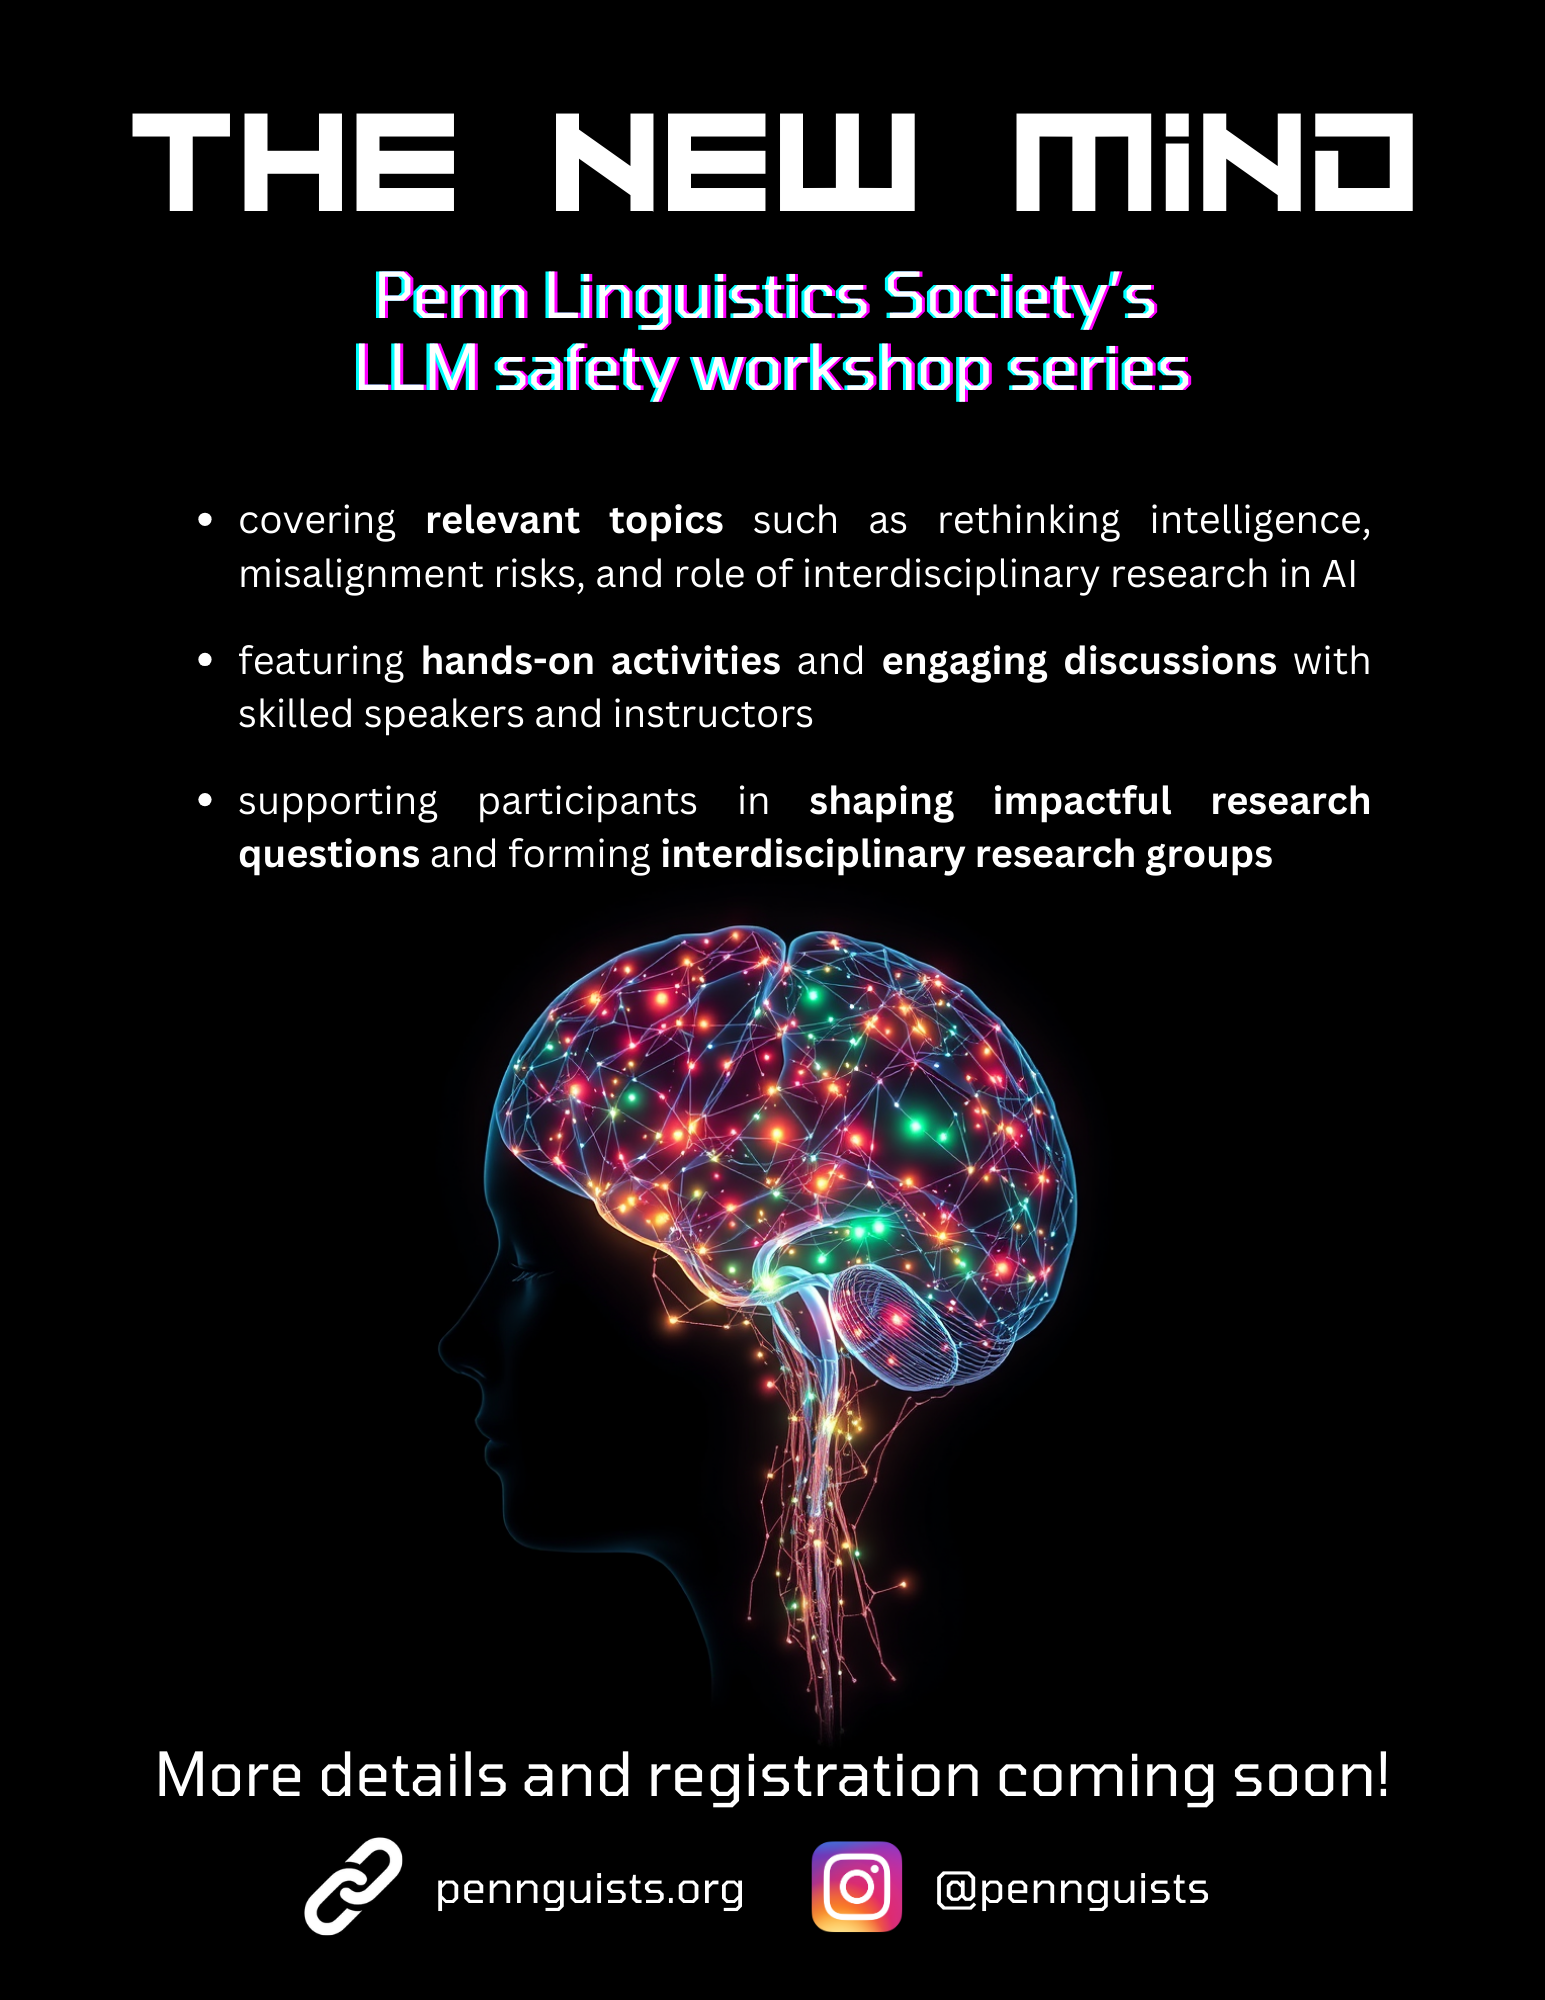 THE NEW MiND
Penn Linguistics Society’s
LLM safety workshop series
• covering relevant topics such as rethinking intelligence,
misalignment risks, and role of interdisciplinary research in AI
• featuring hands-on activities and engaging discussions with
skilled speakers and instructors
• supporting participants in shaping impactful research
questions and forming interdisciplinary research groups
More details and registration coming soon!
pennguists.org
@pennguists